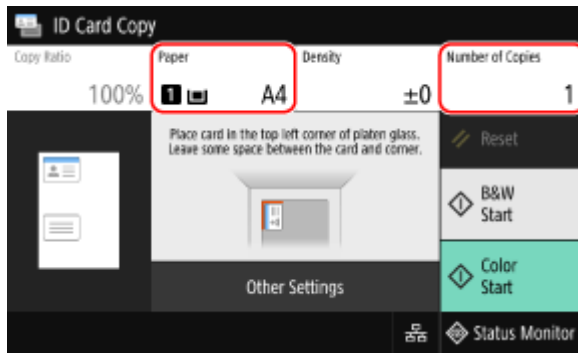 ID Card Copy
Copy Ratio
100%
Paper
1 A4
Density
±0
Number of Copies
1
Place card in the top left corner of platen glass.
Leave some space between the card and corner.
Other Settings
Reset
B&W
Start
Color
Start
Status Monitor